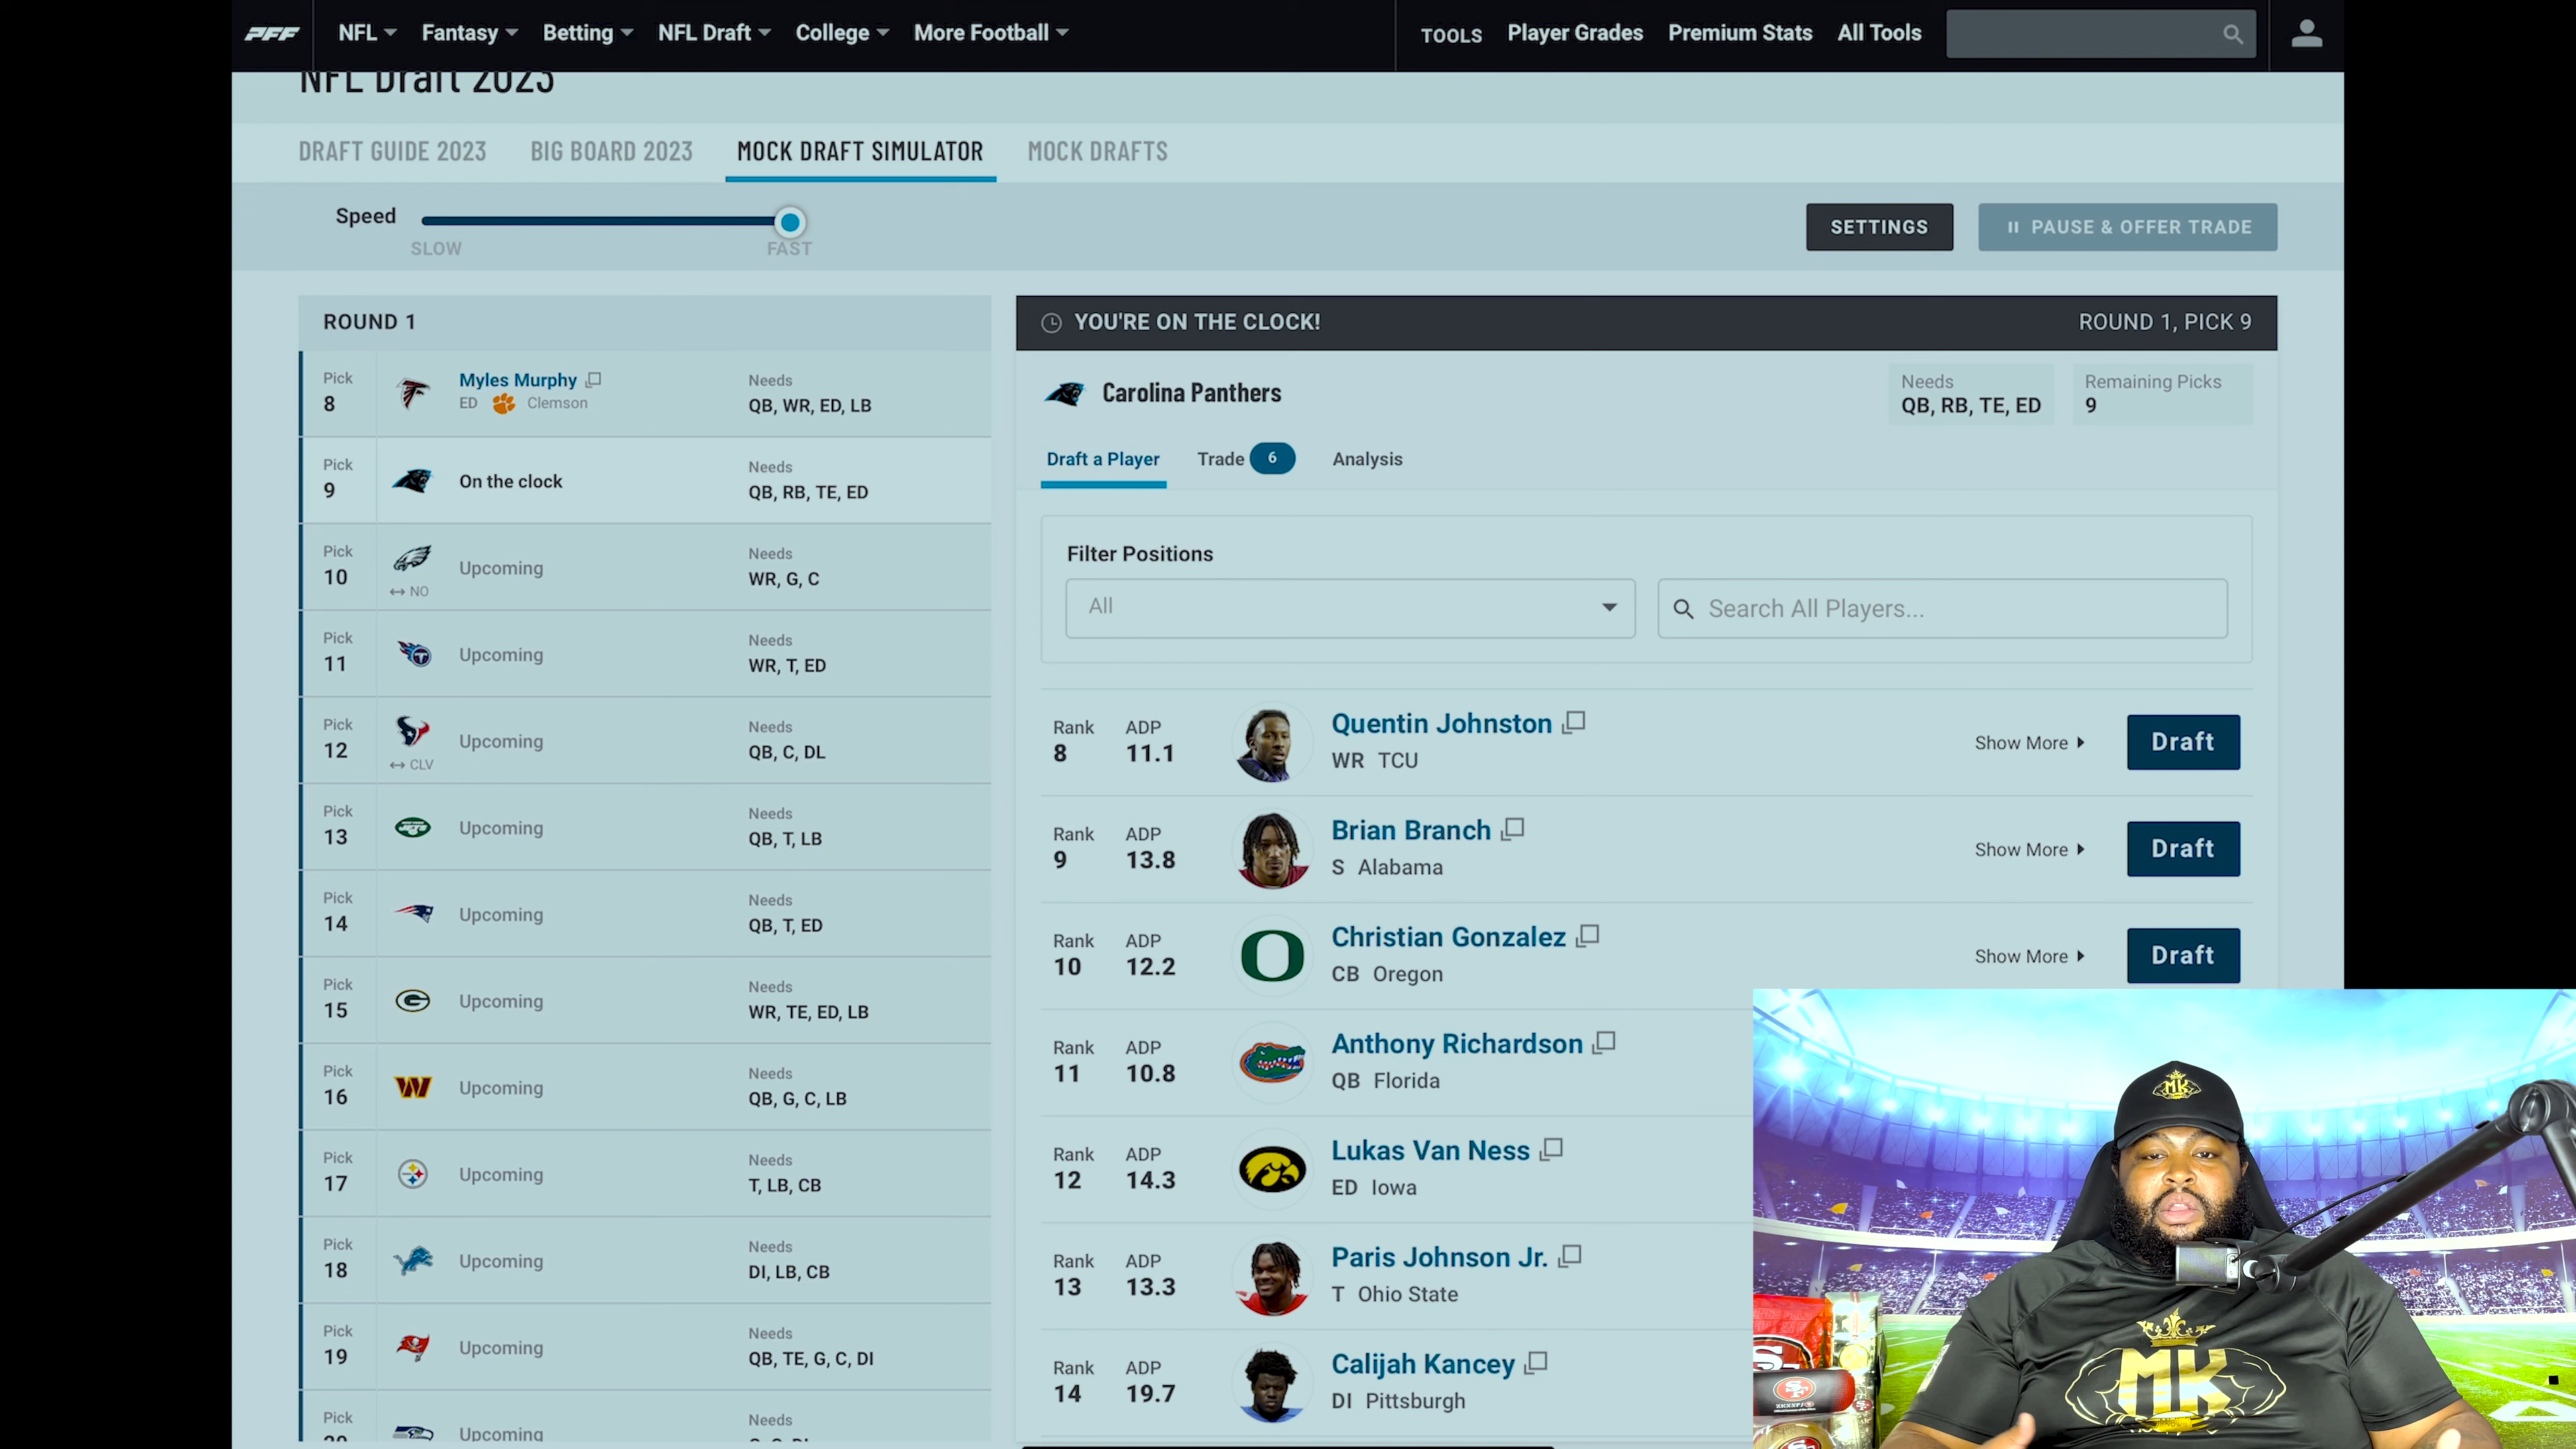 PFF
NFL
Fantasy
Betting
NFL Draft
College
More Football
TOOLS
Player Grades
Premium Stats
All Tools
NFL Draft 2023
DRAFT GUIDE 2023
BIG BOARD 2023
MOCK DRAFT SIMULATOR
MOCK DRAFTS
Speed
SLOW
FAST
SETTINGS
PAUSE & OFFER TRADE
ROUND 1
Pick
8
Myles Murphy
ED Clemson
Needs
QB, WR, ED, LB
Pick
9
On the clock
Needs
QB, RB, TE, ED
Pick
10
↔ NO
Upcoming
Needs
WR, G, C
Pick
11
Upcoming
Needs
WR, T, ED
Pick
12
↔ CLV
Upcoming
Needs
QB, C, DL
Pick
13
Upcoming
Needs
QB, T, LB
Pick
14
Upcoming
Needs
QB, T, ED
Pick
15
Upcoming
Needs
WR, TE, ED, LB
Pick
16
Upcoming
Needs
QB, G, C, LB
Pick
17
Upcoming
Needs
T, LB, CB
Pick
18
Upcoming
Needs
DI, LB, CB
Pick
19
Upcoming
Needs
QB, TE, G, C, DI
Pick
20
Upcoming
Needs
YOU'RE ON THE CLOCK!
ROUND 1, PICK 9
Carolina Panthers
Needs
QB, RB, TE, ED
Remaining Picks
9
Draft a Player
Trade 6
Analysis
Filter Positions
All
Search All Players...
Rank
8
ADP
11.1
Quentin Johnston
WR TCU
Show More
Draft
Rank
9
ADP
13.8
Brian Branch
S Alabama
Show More
Draft
Rank
10
ADP
12.2
Christian Gonzalez
CB Oregon
Show More
Draft
Rank
11
ADP
10.8
Anthony Richardson
QB Florida
Rank
12
ADP
14.3
Lukas Van Ness
ED Iowa
Rank
13
ADP
13.3
Paris Johnson Jr.
T Ohio State
Rank
14
ADP
19.7
Calijah Kancey
DI Pittsburgh
MK
MK